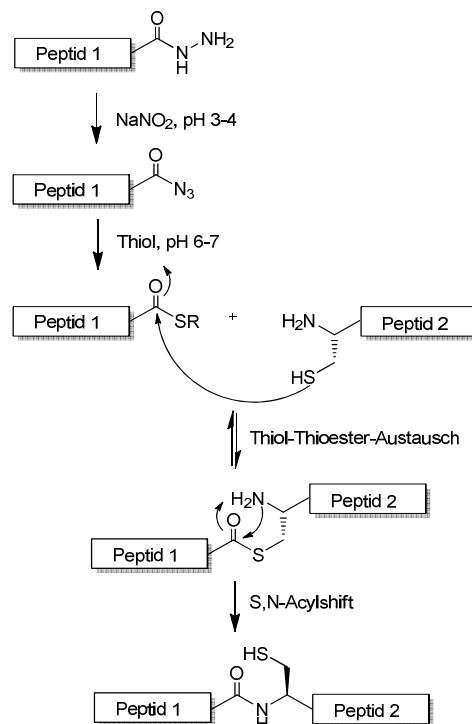 O
Peptid 1
NH₂
N
H
NaNO₂, pH 3-4
O
Peptid 1
N₃
Thiol, pH 6-7
O
Peptid 1
SR
+
H₂N
Peptid 2
HS
Thiol-Thioester-Austausch
H₂N
Peptid 2
O
Peptid 1
S
S,N-Acylshift
HS
O
Peptid 1
N
H
Peptid 2